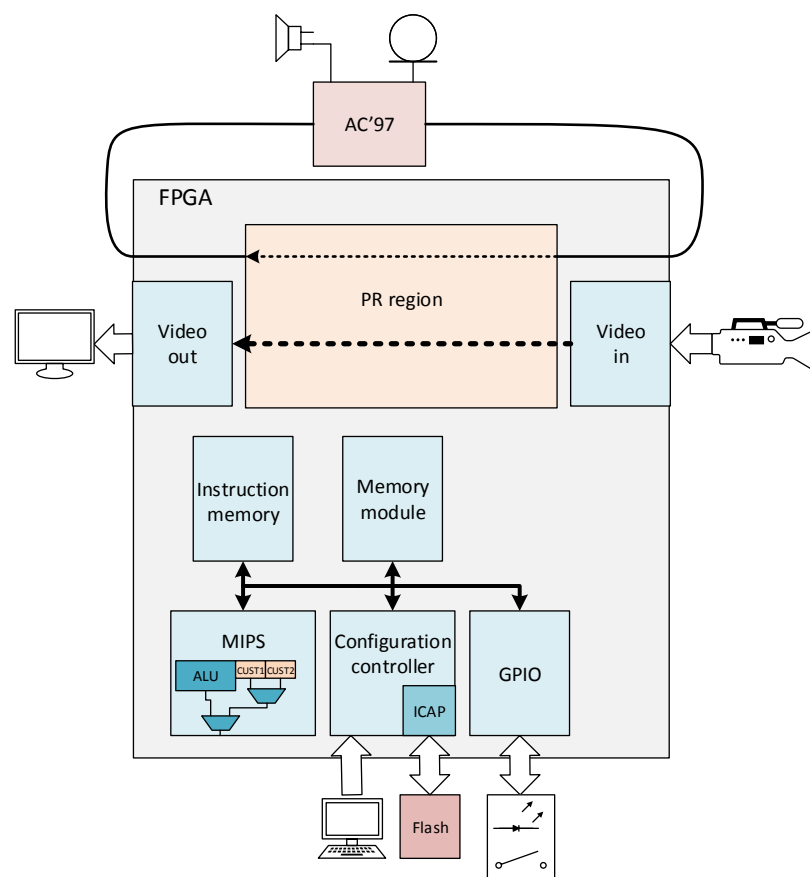 AC'97
FPGA
PR region
Video
out
Video
in
Instruction
memory
Memory
module
MIPS
ALU
CUST1
CUST2
Configuration
controller
ICAP
GPIO
Flash